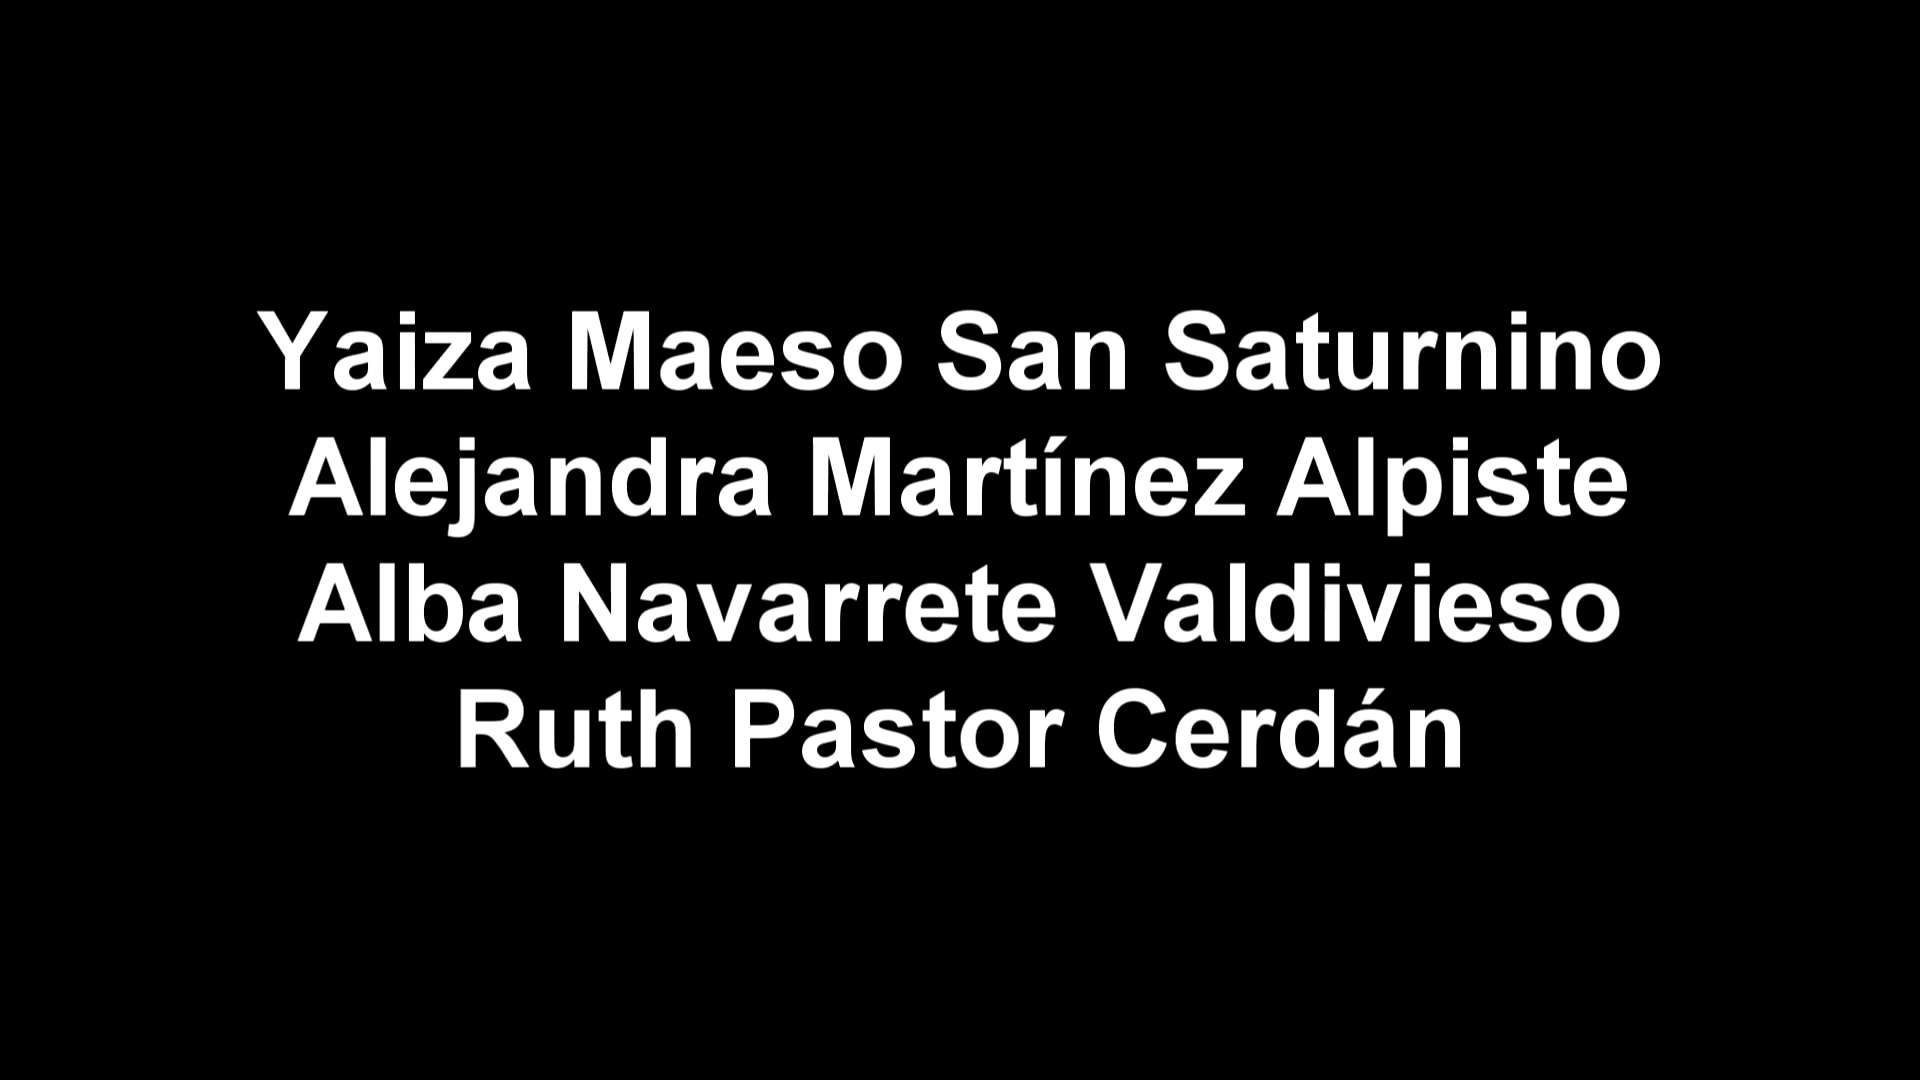 Yaiza Maeso San Saturnino
Alejandra Martínez Alpiste
Alba Navarrete Valdivieso
Ruth Pastor Cerdán